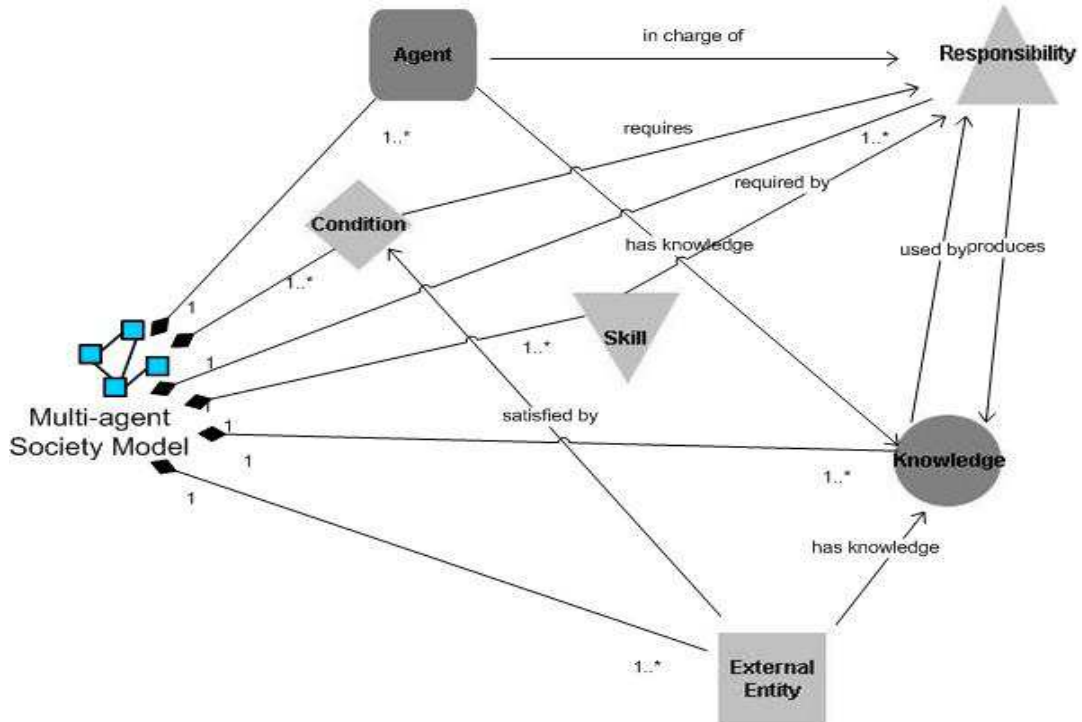 in charge of
Agent
Responsibility
1..*
requires
1..*
required by
Condition
has knowledge
used by
produces
1..*
1
Skill
1..*
1
1
satisfied by
Multi-agent
Society Model
1
1
Knowledge
1..*
1
has knowledge
1..*
External
Entity